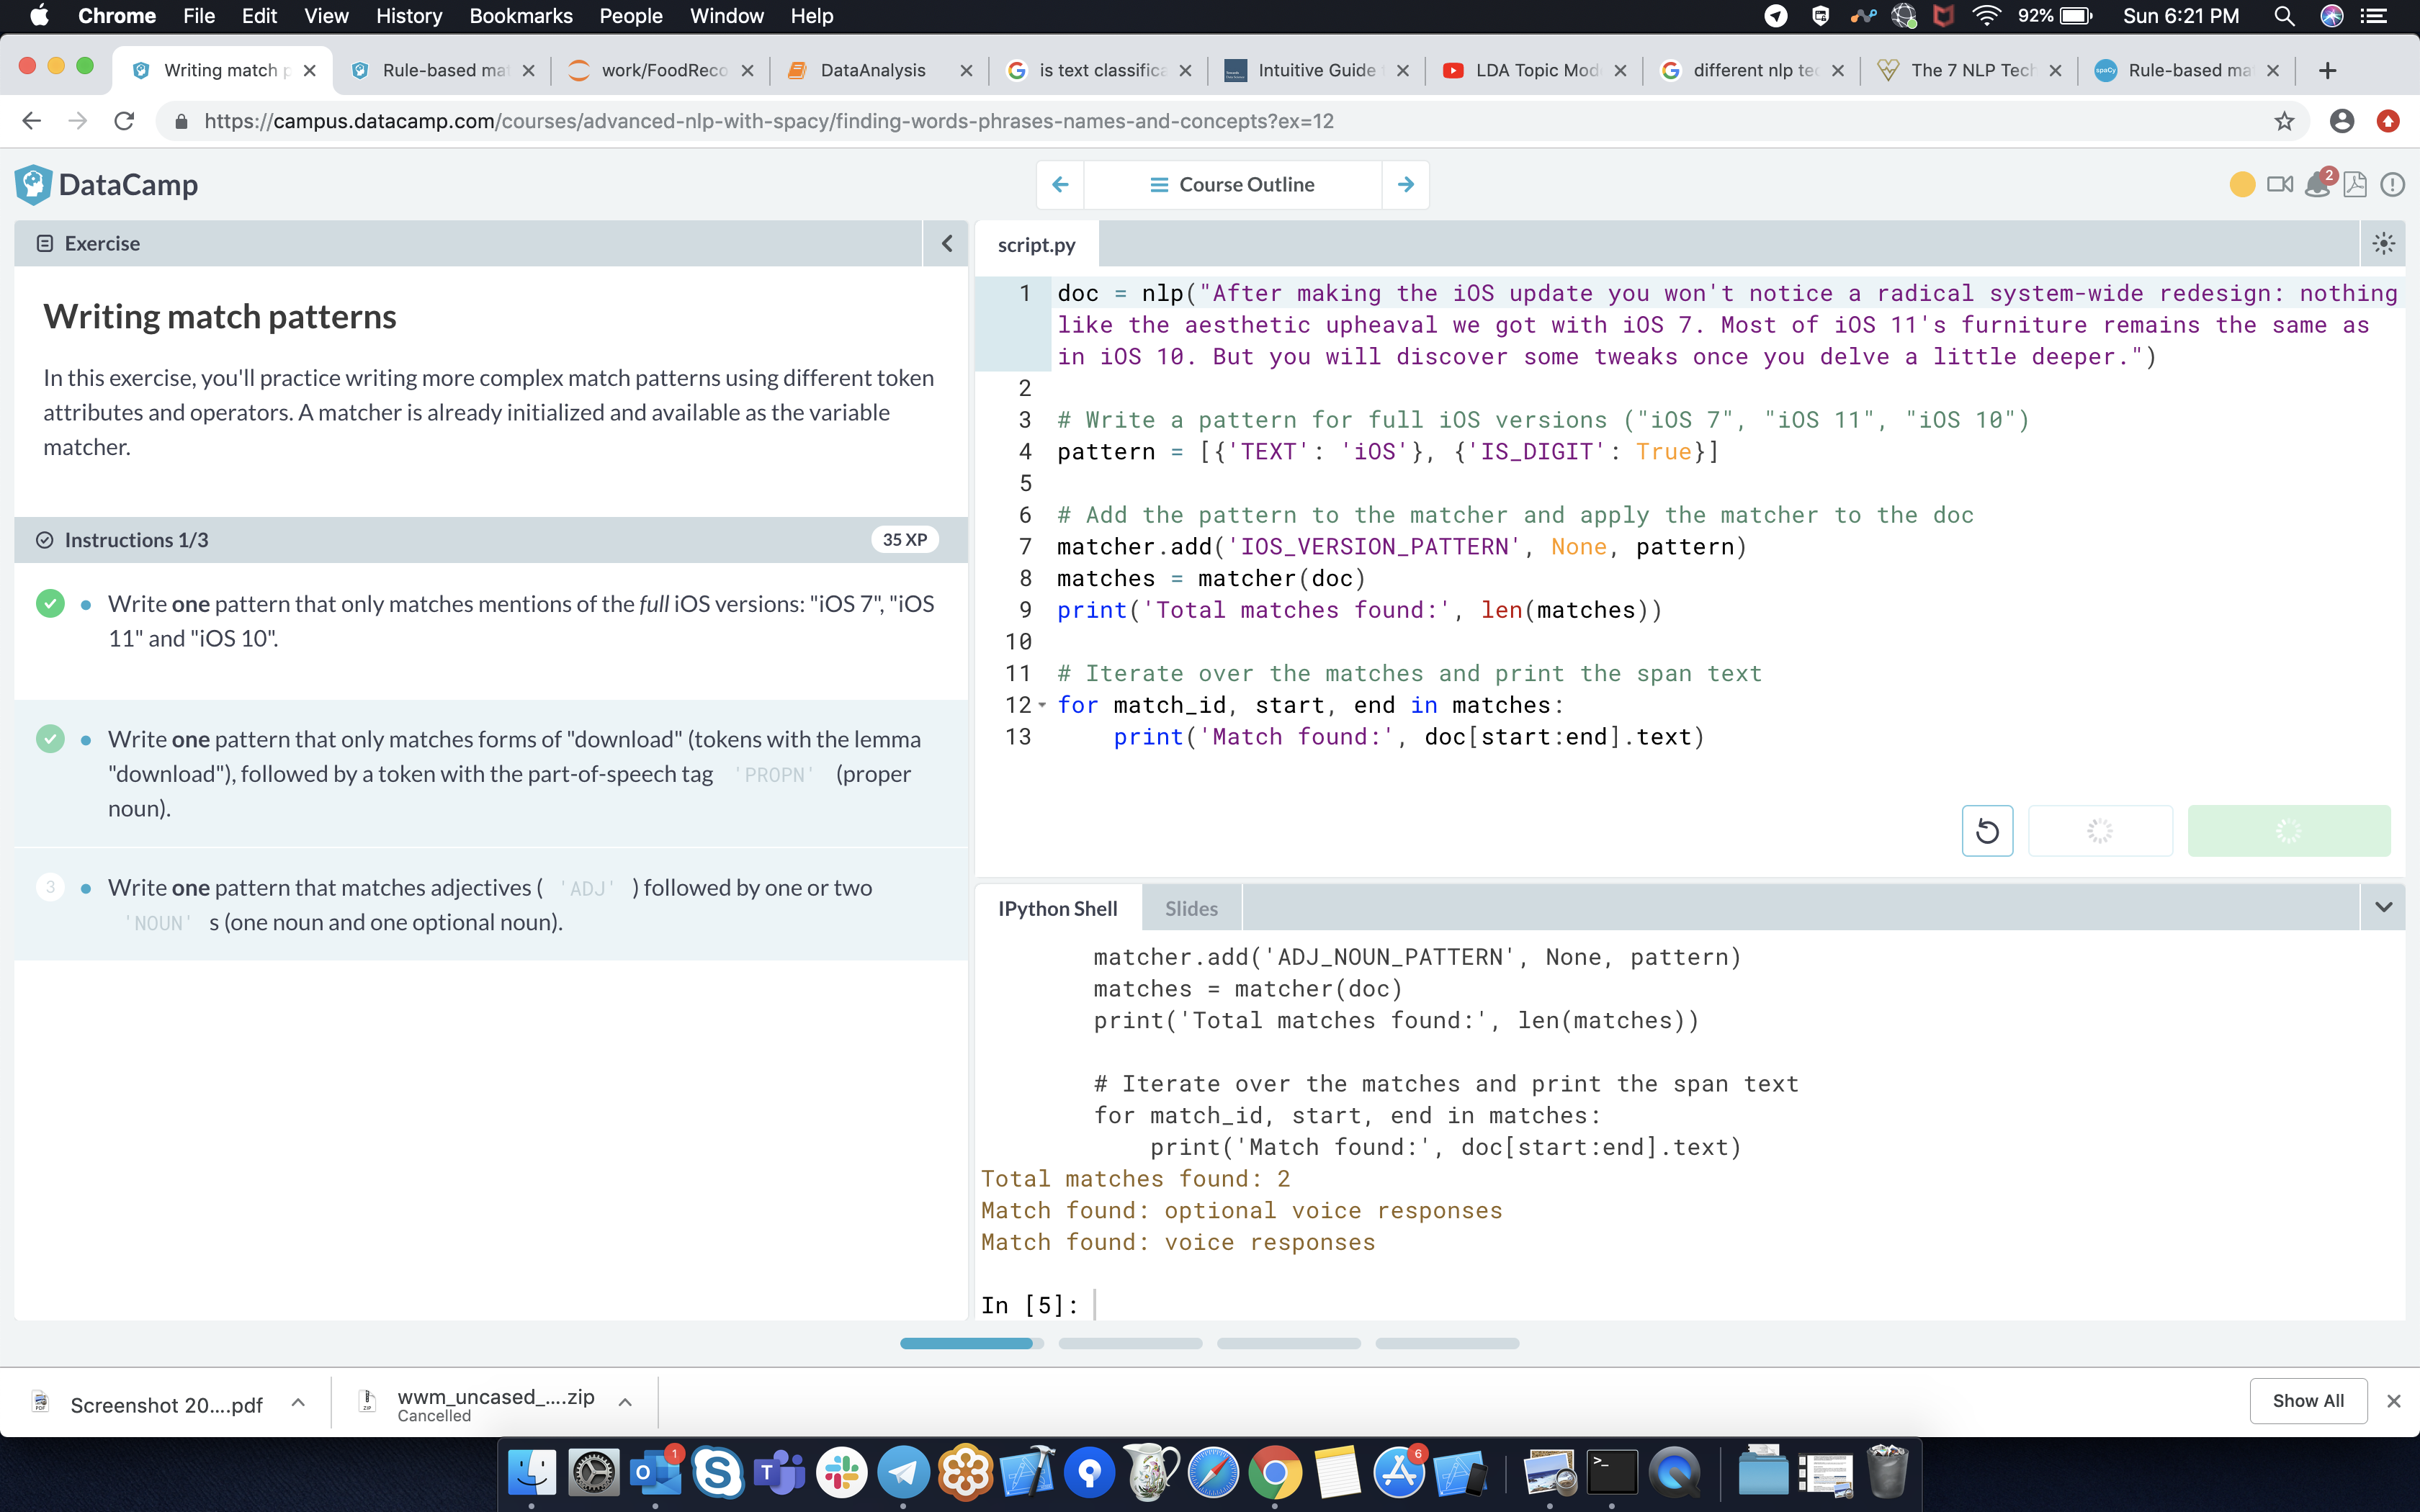 Chrome File Edit View History Bookmarks People Window Help 92% Sun 6:21 PM
Writing match p Rule-based ma work/FoodReco DataAnalysis is text classifica Intuitive Guide LDA Topic Mod different nlp te The 7 NLP Tech Rule-based ma
https://campus.datacamp.com/courses/advanced-nlp-with-spacy/finding-words-phrases-names-and-concepts?ex=12
DataCamp
Course Outline
2
Exercise
Writing match patterns
In this exercise, you'll practice writing more complex match patterns using different token
attributes and operators. A matcher is already initialized and available as the variable
matcher.
Instructions 1/3
35 XP
Write one pattern that only matches mentions of the full iOS versions: "iOS 7", "iOS
11" and "iOS 10".
Write one pattern that only matches forms of "download" (tokens with the lemma
"download"), followed by a token with the part-of-speech tag 'PROPN' (proper
noun).
3 Write one pattern that matches adjectives ( 'ADJ' ) followed by one or two
'NOUN' s (one noun and one optional noun).
script.py
1 doc = nlp("After making the iOS update you won't notice a radical system-wide redesign: nothing
like the aesthetic upheaval we got with iOS 7. Most of iOS 11's furniture remains the same as
in iOS 10. But you will discover some tweaks once you delve a little deeper.")
2
3 # Write a pattern for full iOS versions ("iOS 7", "iOS 11", "iOS 10")
4 pattern = [{'TEXT': 'iOS'}, {'IS_DIGIT': True}]
5
6 # Add the pattern to the matcher and apply the matcher to the doc
7 matcher.add('IOS_VERSION_PATTERN', None, pattern)
8 matches = matcher(doc)
9 print('Total matches found:', len(matches))
10
11 # Iterate over the matches and print the span text
12 for match_id, start, end in matches:
13 print('Match found:', doc[start:end].text)
IPython Shell
Slides
matcher.add('ADJ_NOUN_PATTERN', None, pattern)
matches = matcher(doc)
print('Total matches found:', len(matches))
# Iterate over the matches and print the span text
for match_id, start, end in matches:
print('Match found:', doc[start:end].text)
Total matches found: 2
Match found: optional voice responses
Match found: voice responses
In [5]:
Screenshot 20....pdf
wwm_uncased_....zip
Cancelled
Show All
1
6